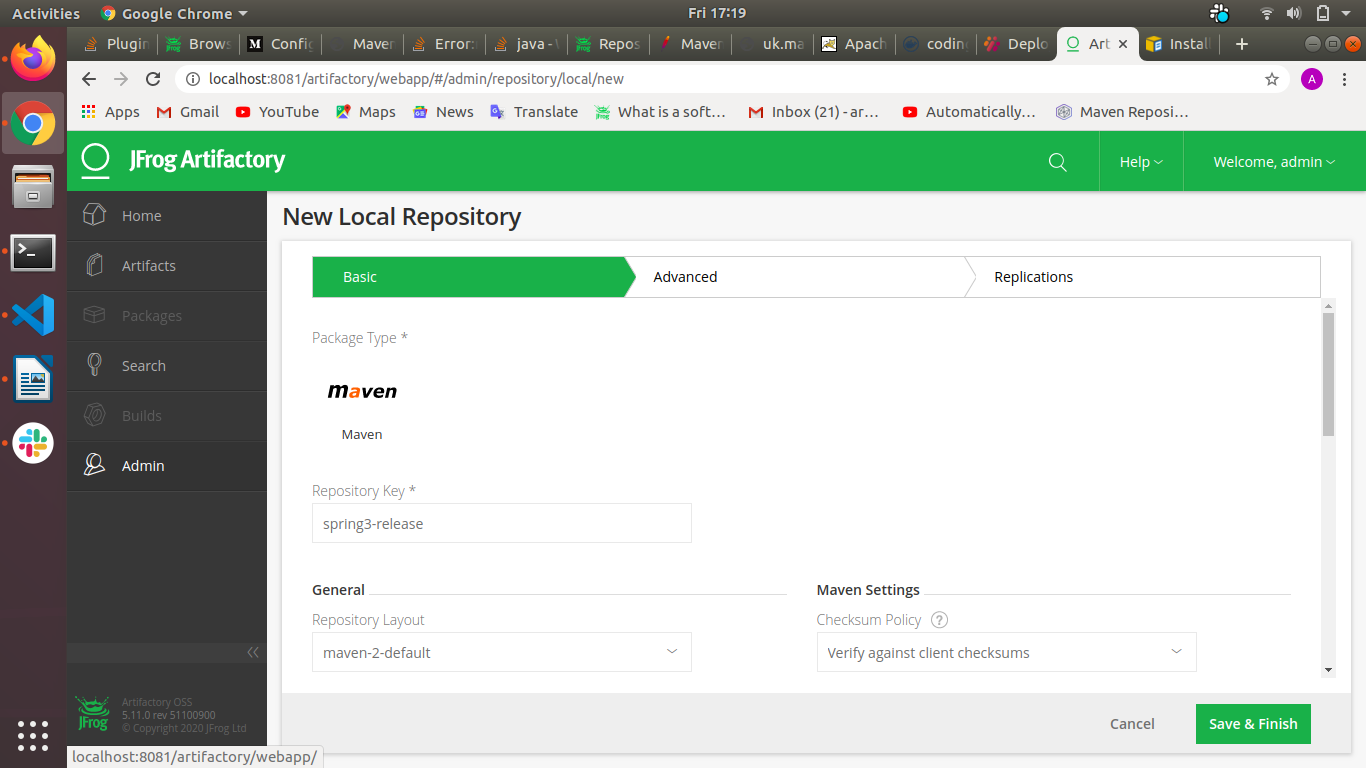 Activities Google Chrome Fri 17:19
Plugin Brows Config Maven Error: java - Repos Maven uk.ma Apach coding Deplo Art Install
localhost:8081/artifactory/webapp/#/admin/repository/local/new A
Apps Gmail YouTube Maps News Translate What is a soft... Inbox (21) - ar... Automatically... Maven Reposi...
JFrog Artifactory Help Welcome, admin
Home
Artifacts
Packages
Search
Builds
Admin
New Local Repository
Basic Advanced Replications
Package Type *
maven
Maven
Repository Key *
spring3-release
General Maven Settings
Repository Layout Checksum Policy ?
maven-2-default Verify against client checksums
Cancel Save & Finish
JFrog
Artifactory OSS
5.11.0 rev 51100900
© Copyright 2020 JFrog Ltd
localhost:8081/artifactory/webapp/